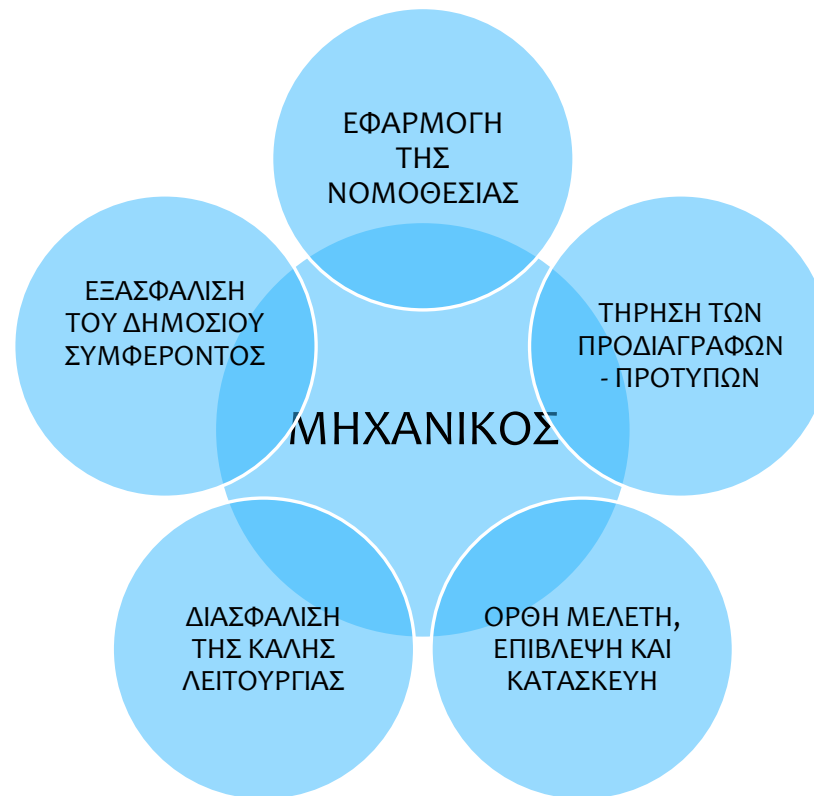 ΕΦΑΡΜΟΓΗ
ΤΗΣ
ΝΟΜΟΘΕΣΙΑΣ
ΤΗΡΗΣΗ ΤΩΝ
ΠΡΟΔΙΑΓΡΑΦΩΝ
- ΠΡΟΤΥΠΩΝ
ΟΡΘΗ ΜΕΛΕΤΗ,
ΕΠΙΒΛΕΨΗ ΚΑΙ
ΚΑΤΑΣΚΕΥΗ
ΔΙΑΣΦΑΛΙΣΗ
ΤΗΣ ΚΑΛΗΣ
ΛΕΙΤΟΥΡΓΙΑΣ
ΕΞΑΣΦΑΛΙΣΗ
ΤΟΥ ΔΗΜΟΣΙΟΥ
ΣΥΜΦΕΡΟΝΤΟΣ
ΜΗΧΑΝΙΚΟΣ